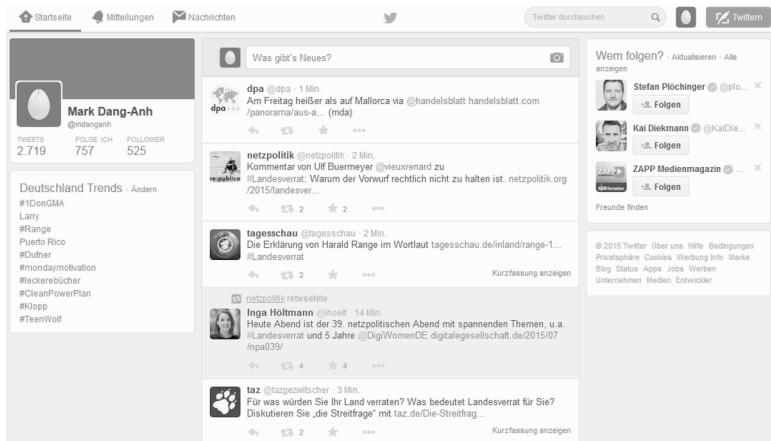 Startseite Mitteilungen Nachrichten Twitter durchsuchen Twittern
Mark Dang-Anh
@mdanganh
TWEETS FOLGE ICH FOLLOWER
2.719 757 525
Deutschland Trends · Ändern
#1DonGMA
Larry
#Range
Puerto Rico
#Dufner
#mondaymotivation
#leckerebücher
#CleanPowerPlan
#Klopp
#TeenWolf
Was gibt's Neues?
dpa @dpa · 1 Min.
Am Freitag heißer als auf Mallorca via @handelsblatt handelsblatt.com
/panorama/aus-a... (mda)
dpa
netzpolitik @netzpolitik · 2 Min.
Kommentar von Ulf Buermeyer @vieuxrenard zu
#Landesverrat: Warum der Vorwurf rechtlich nicht zu halten ist. netzpolitik.org
/2015/landesver...
re:publica
2 2
tagesschau @tagesschau · 2 Min.
Die Erklärung von Harald Range im Wortlaut tagesschau.de/inland/range-1...
#Landesverrat
2 Kurzfassung anzeigen
netzpolitik retweetete
Inga Höltmann @ihoelt · 14 Min.
Heute Abend ist der 39. netzpolitischen Abend mit spannenden Themen, u.a.
#Landesverrat und 5 Jahre @DigiWomenDE digitalegesellschaft.de/2015/07
/npa039/
4 4
taz @tazgezwitscher · 3 Min.
Für was würden Sie Ihr Land verraten? Was bedeutet Landesverrat für Sie?
Diskutieren Sie „die Streitfrage“ mit taz.de/Die-Streitfrag...
2 Kurzfassung anzeigen
Wem folgen? · Aktualisieren · Alle
anzeigen
Stefan Plöchinger @plo...
Folgen
Kai Diekmann @KaiDie...
Folgen
ZAPP Medienmagazin ...
ZAPP
Folgen
Freunde finden
© 2015 Twitter Über uns Hilfe Bedingungen
Privatsphäre Cookies Werbung Info Marke
Blog Status Apps Jobs Werben
Unternehmen Medien Entwickler